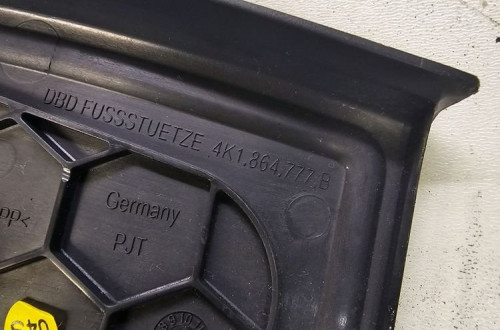 DBD FUSSSTUETZE 4K1.864.777.B
Germany
PJT